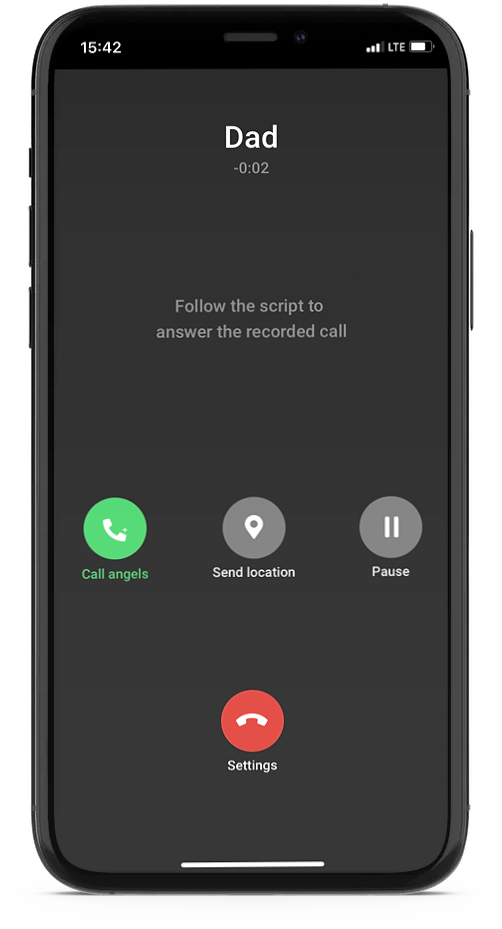 15:42
LTE
Dad
-0:02
Follow the script to
answer the recorded call
Call angels
Send location
Pause
Settings